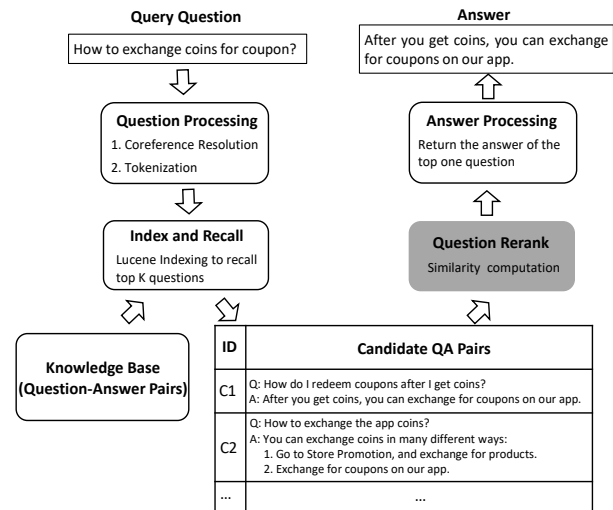 Query Question
How to exchange coins for coupon?
Question Processing
1. Coreference Resolution
2. Tokenization
Index and Recall
Lucene Indexing to recall
top K questions
Knowledge Base
(Question-Answer Pairs)
Answer
After you get coins, you can exchange
for coupons on our app.
Answer Processing
Return the answer of the
top one question
Question Rerank
Similarity computation
ID
Candidate QA Pairs
C1
Q: How do I redeem coupons after I get coins?
A: After you get coins, you can exchange for coupons on our app.
C2
Q: How to exchange the app coins?
A: You can exchange coins in many different ways:
1. Go to Store Promotion, and exchange for products.
2. Exchange for coupons on our app.
...
...